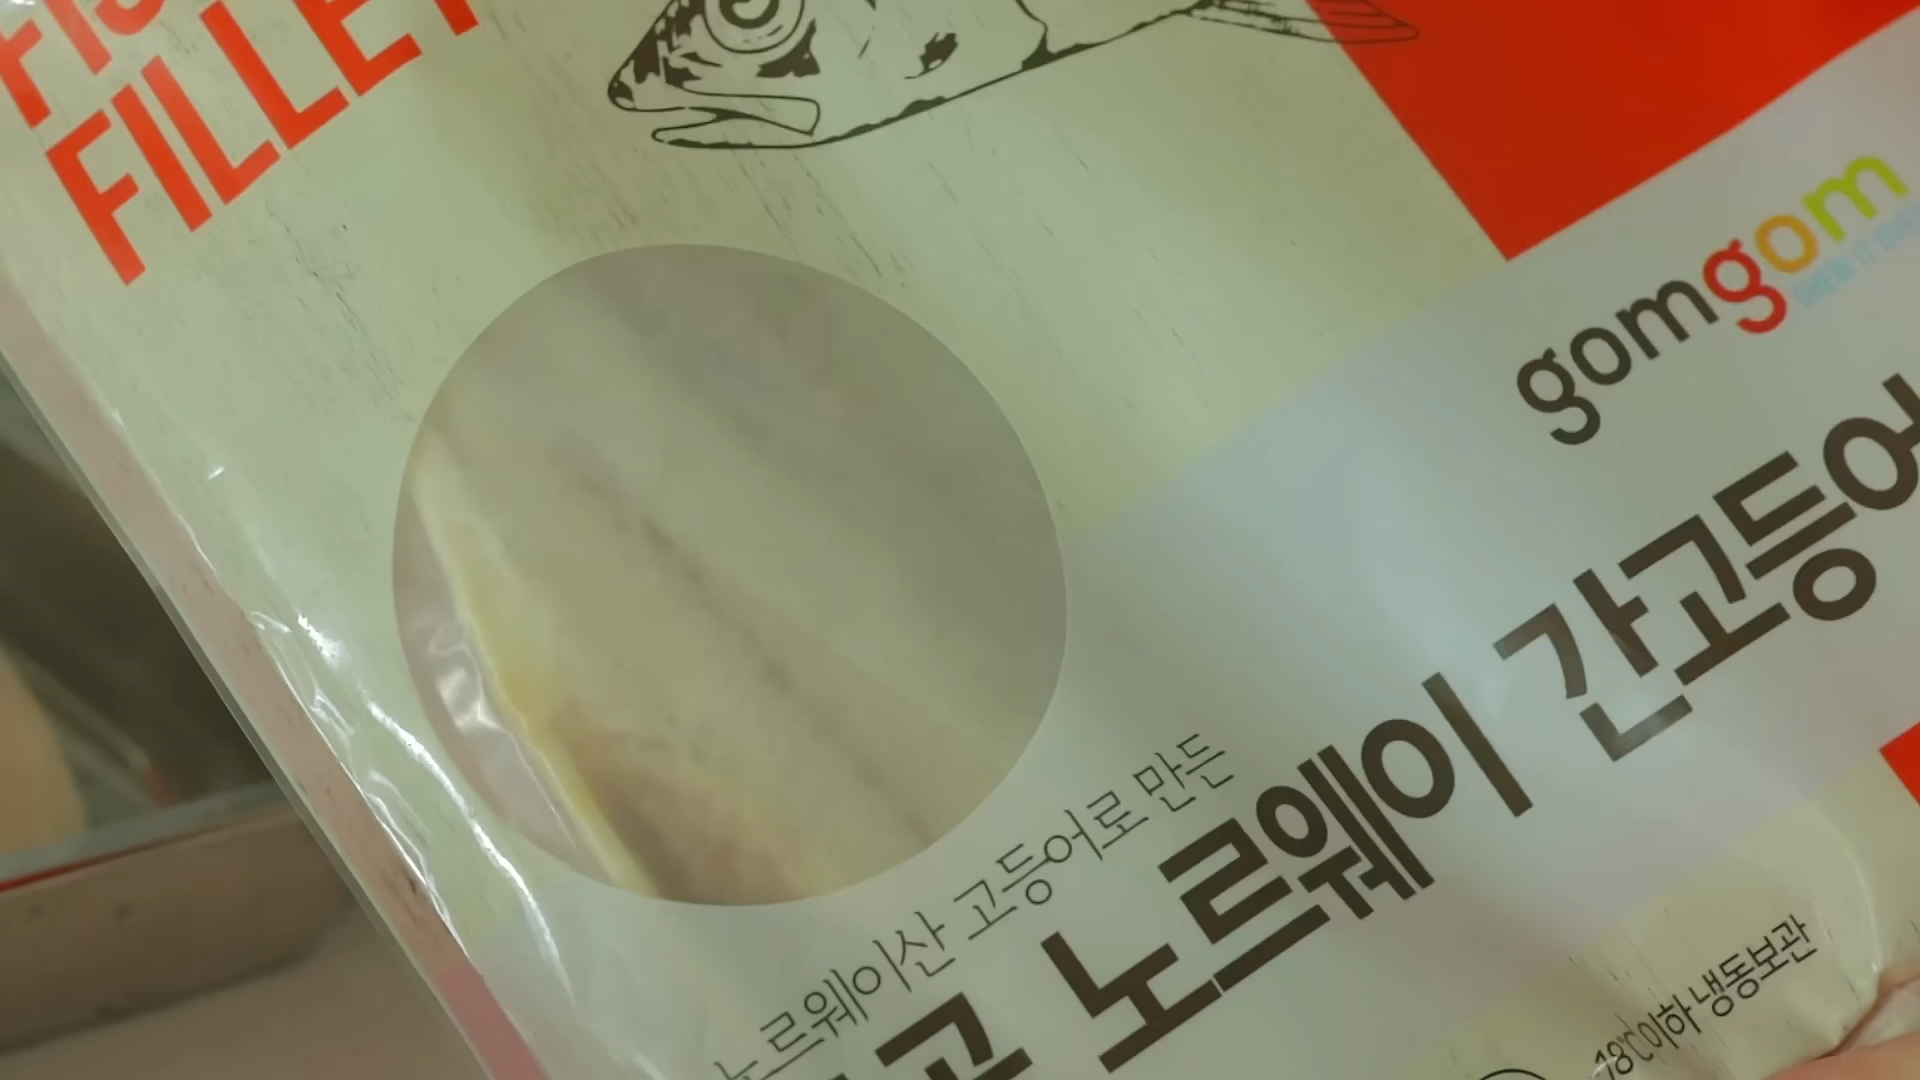 FILLET
gomgom
노르웨이산 고등어로 만든
고 노르웨이 간고등어
-18℃이하 냉동보관